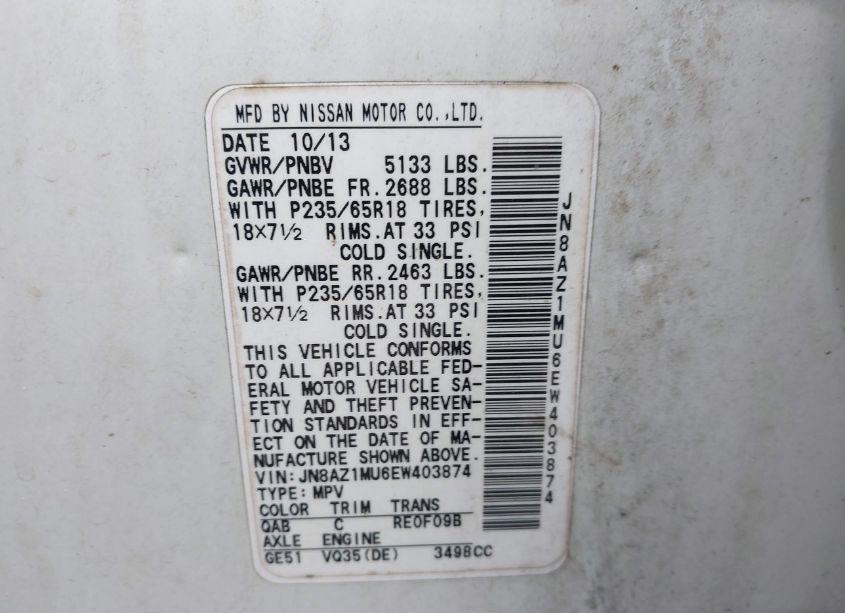 MFD BY NISSAN MOTOR CO.,LTD.
DATE 10/13
GVWR/PNBV 5133 LBS.
GAWR/PNBE FR. 2688 LBS.
WITH P235/65R18 TIRES,
18×7½ RIMS. AT 33 PSI
COLD SINGLE.
GAWR/PNBE RR. 2463 LBS.
WITH P235/65R18 TIRES,
18×7½ RIMS. AT 33 PSI
COLD SINGLE.
THIS VEHICLE CONFORMS
TO ALL APPLICABLE FED-
ERAL MOTOR VEHICLE SA-
FETY AND THEFT PREVEN-
TION STANDARDS IN EFF-
ECT ON THE DATE OF MA-
NUFACTURE SHOWN ABOVE.
VIN: JN8AZ1MU6EW403874
TYPE: MPV
COLOR TRIM TRANS
QAB C RE0F09B
AXLE ENGINE
GE51 VQ35(DE) 3498CC
JN8AZ1MU6EW403874